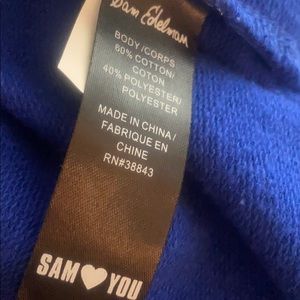 Sam Edelman
BODY/CORPS
60% COTTON/
COTON
40% POLYESTER/
POLYESTER
MADE IN CHINA/
FABRIQUE EN
CHINE
RN#38843
SAM♥YOU